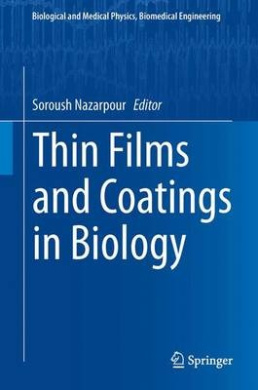 Biological and Medical Physics, Biomedical Engineering
Soroush Nazarpour Editor
Thin Films
and Coatings
in Biology
Springer